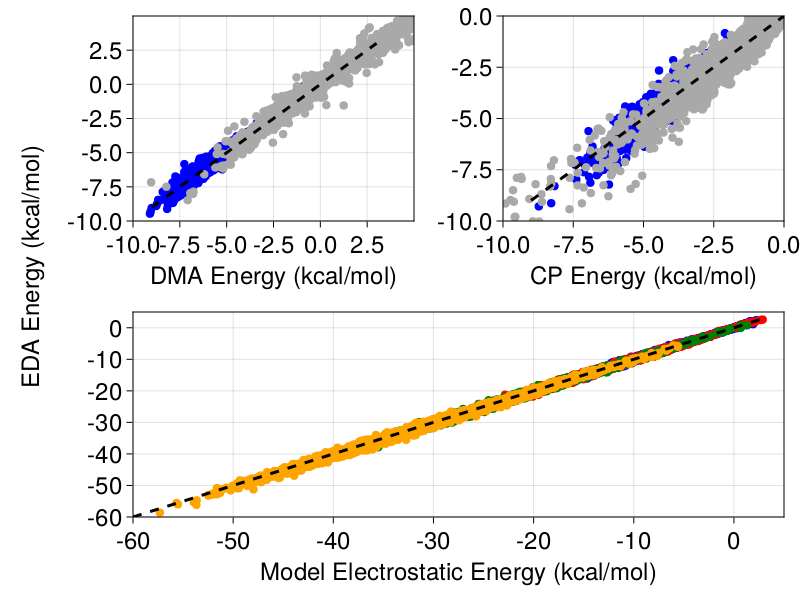 2.5
0.0
-2.5
-5.0
-7.5
-10.0
-10.0 -7.5 -5.0 -2.5 0.0 2.5
DMA Energy (kcal/mol)
0.0
-2.5
-5.0
-7.5
-10.0
-10.0 -7.5 -5.0 -2.5 0.0
CP Energy (kcal/mol)
EDA Energy (kcal/mol)
0
-10
-20
-30
-40
-50
-60
-60 -50 -40 -30 -20 -10 0
Model Electrostatic Energy (kcal/mol)